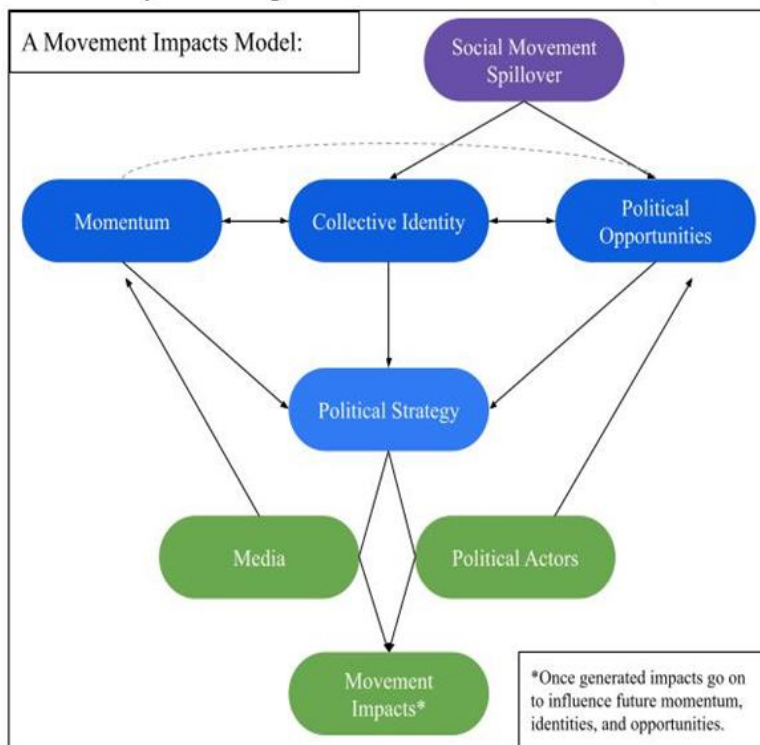 A Movement Impacts Model:
Social Movement
Spillover
Momentum
Collective Identity
Political
Opportunities
Political Strategy
Media
Political Actors
Movement
Impacts*
*Once generated impacts go on
to influence future momentum,
identities, and opportunities.